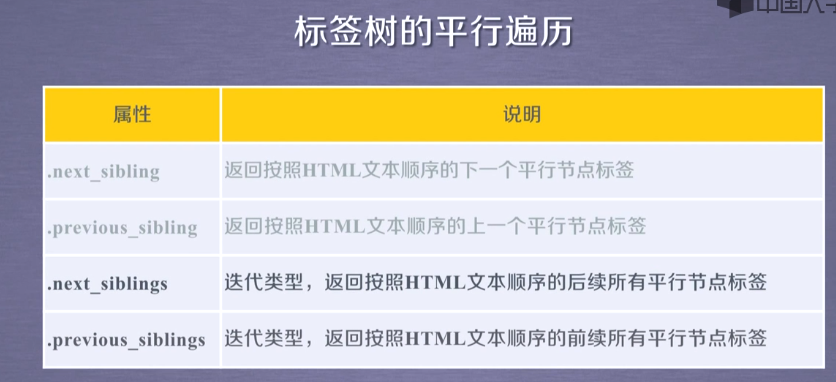 中国大学
标签树的平行遍历
属性 说明
.next_sibling 返回按照HTML文本顺序的下一个平行节点标签
.previous_sibling 返回按照HTML文本顺序的上一个平行节点标签
.next_siblings 迭代类型，返回按照HTML文本顺序的后续所有平行节点标签
.previous_siblings 迭代类型，返回按照HTML文本顺序的前续所有平行节点标签